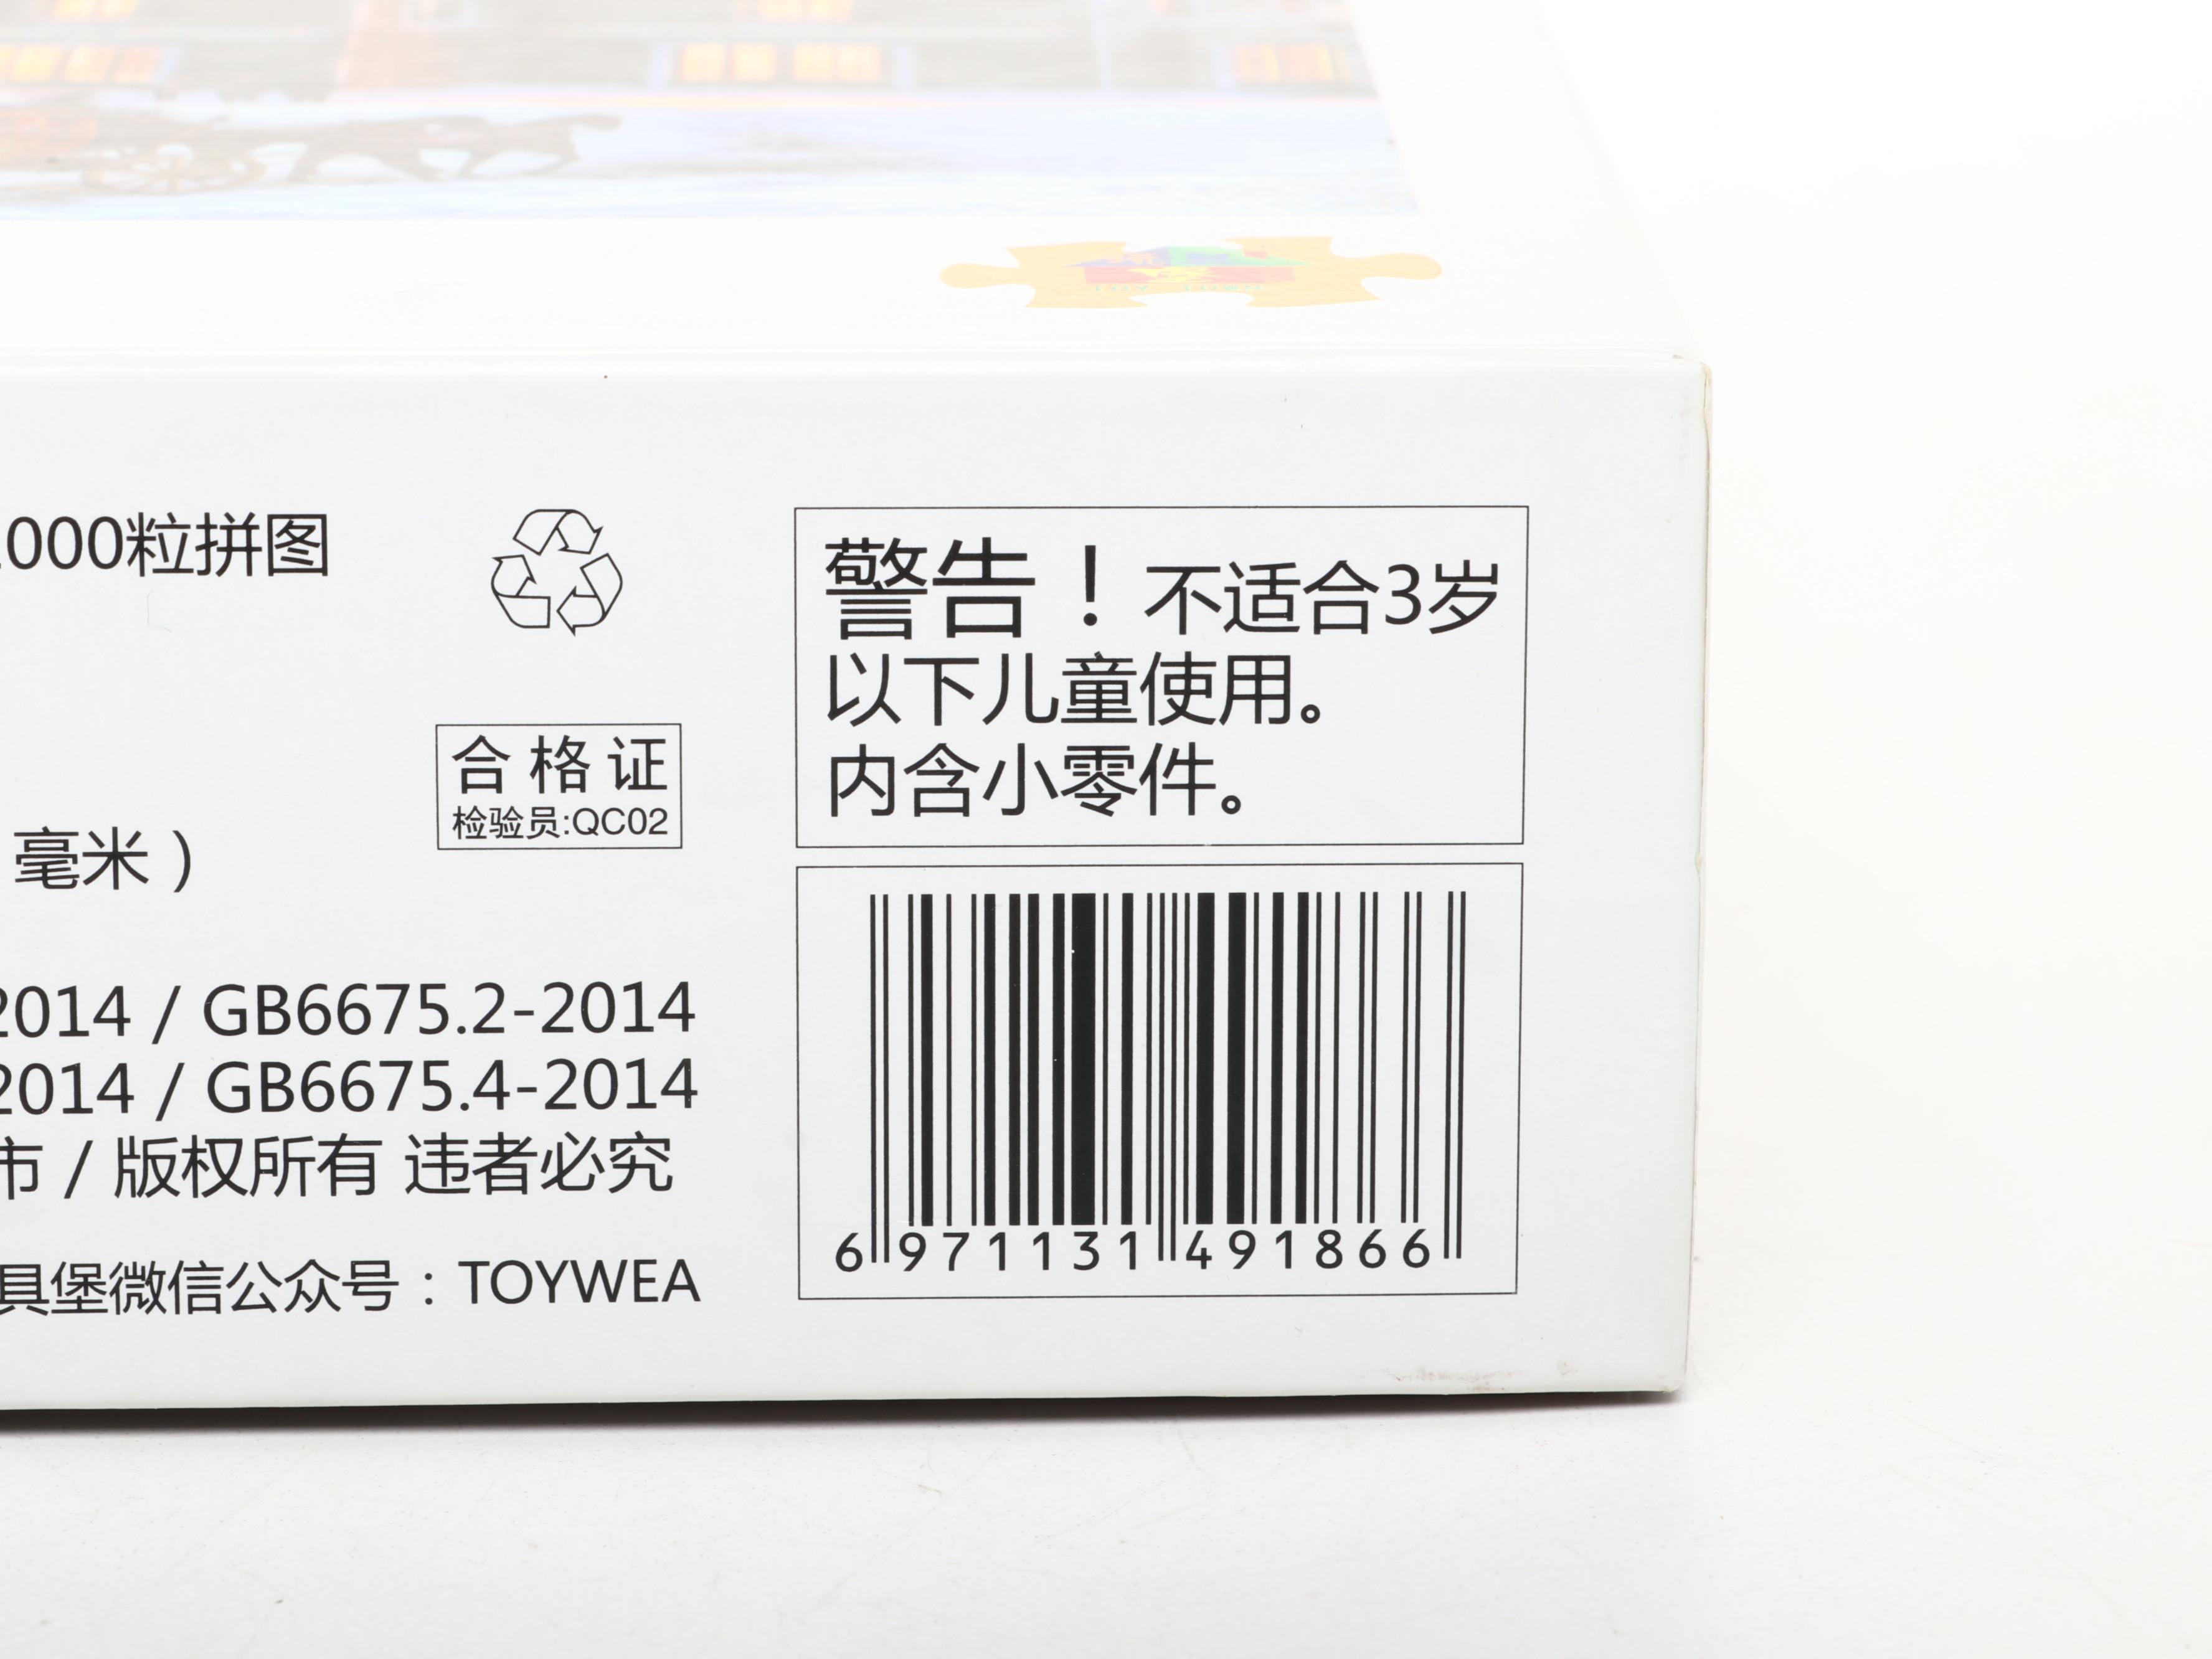 000粒拼图
警告！不适合3岁
以下儿童使用。
内含小零件。
合格证
检验员:QC02
毫米）
2014 / GB6675.2-2014
2014 / GB6675.4-2014
市 / 版权所有 违者必究
具堡微信公众号：TOYWEA
6 971131 491866